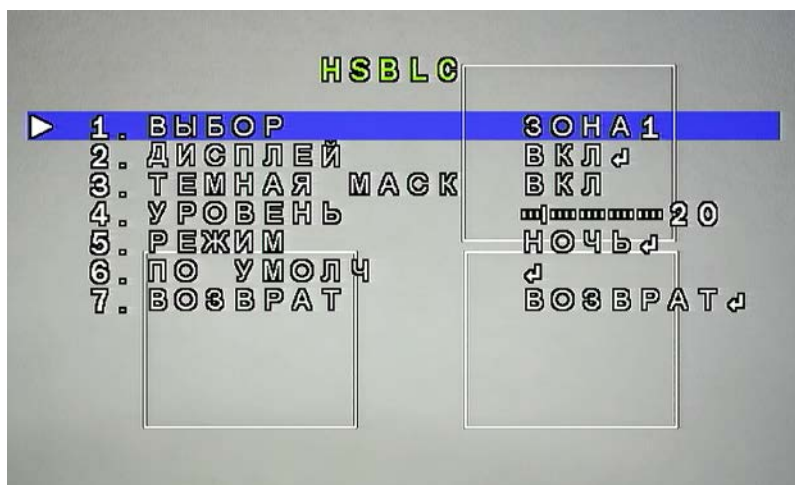 HSBLC
1. ВЫБОР ЗОНА1
2. ДИСПЛЕЙ ВКЛ↲
3. ТЕМНАЯ МАСК ВКЛ
4. УРОВЕНЬ 20
5. РЕЖИМ НОЧЬ↲
6. ПО УМОЛЧ ↲
7. ВОЗВРАТ ВОЗВРАТ↲